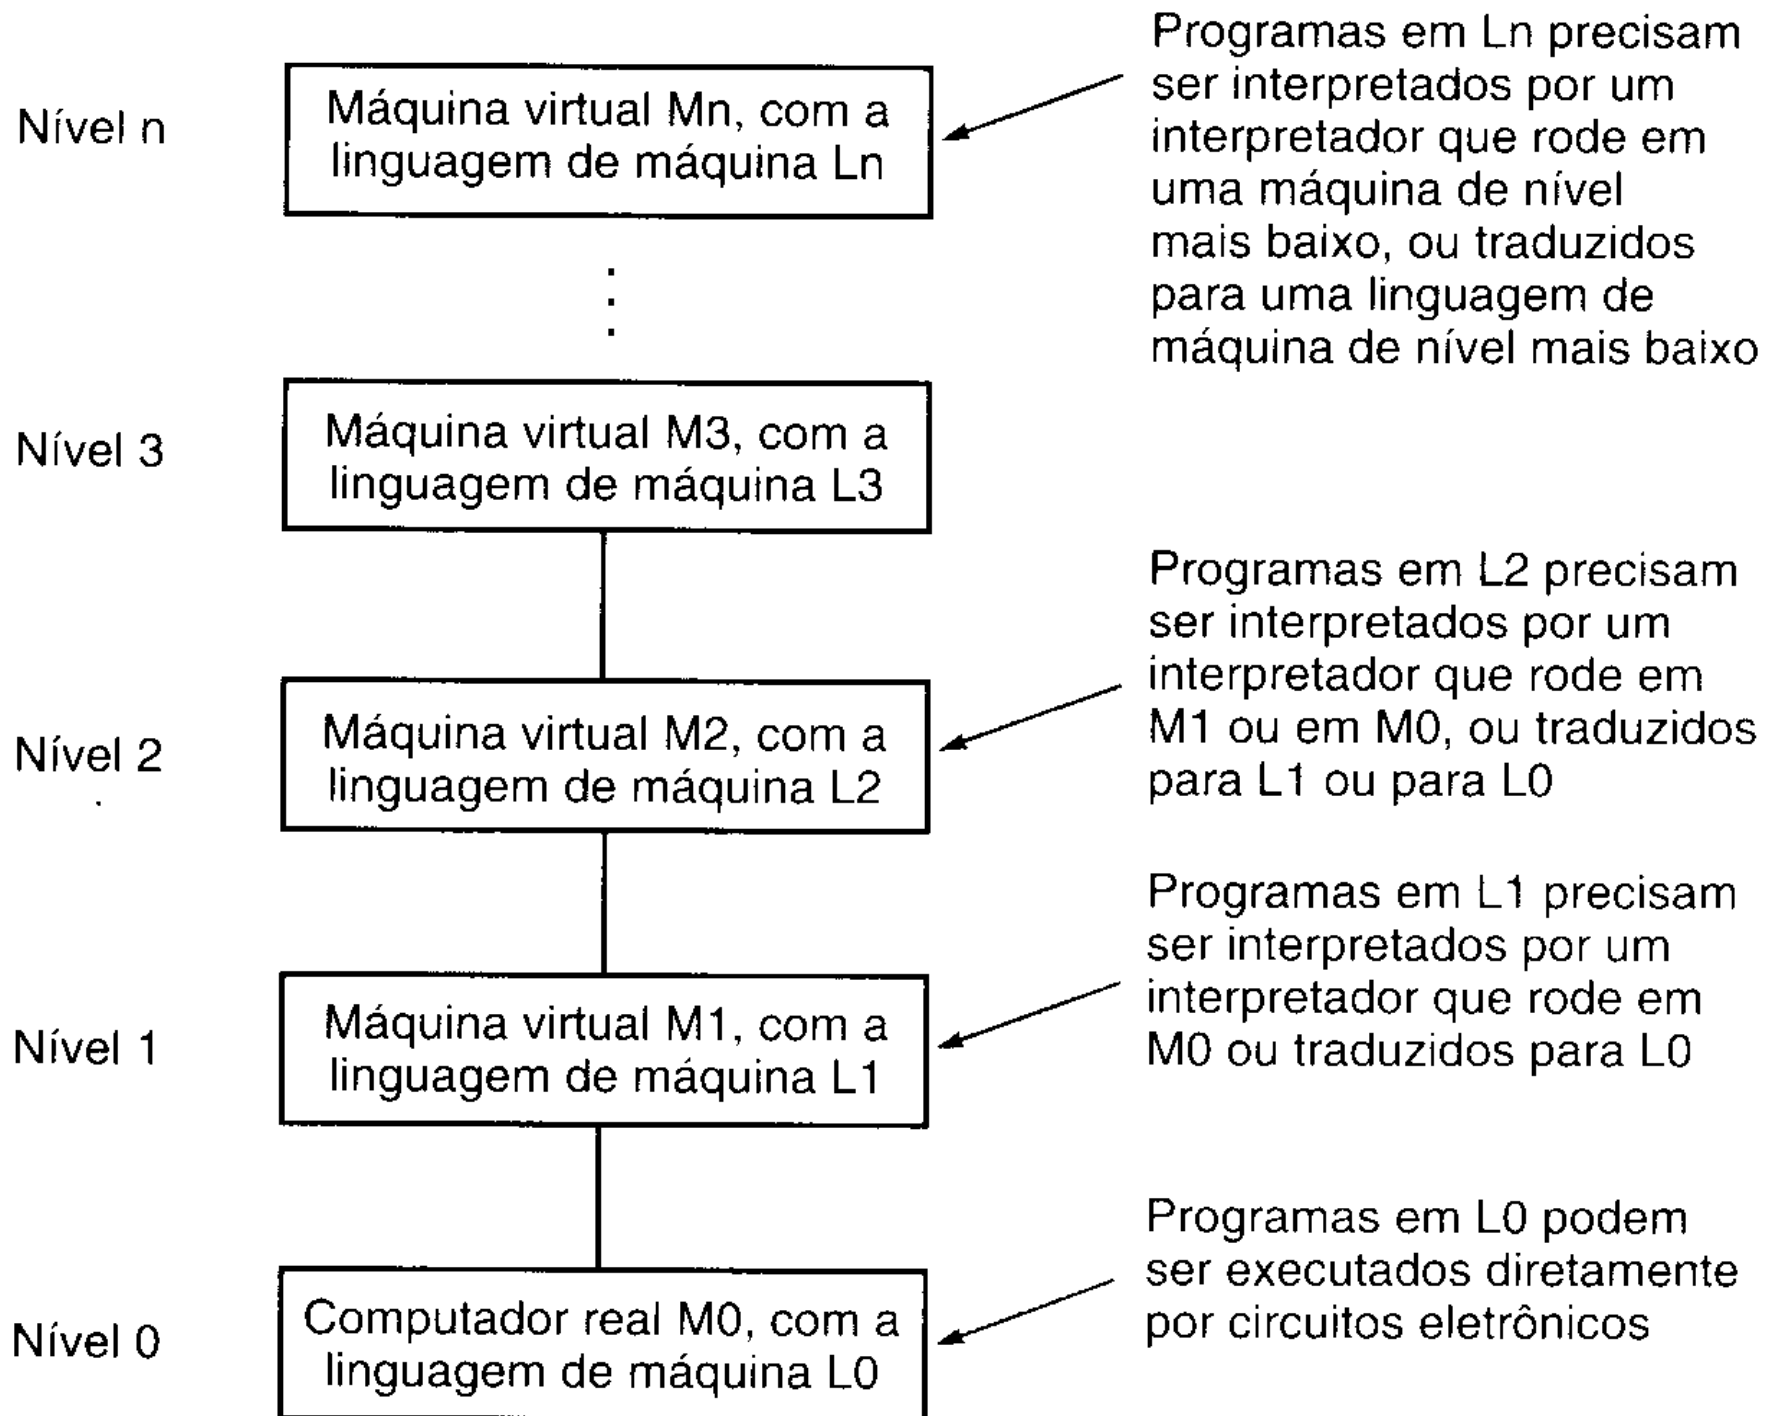 Programas em Ln precisam
ser interpretados por um
interpretador que rode em
uma máquina de nível
mais baixo, ou traduzidos
para uma linguagem de
máquina de nível mais baixo
Nível n
Máquina virtual Mn, com a
linguagem de máquina Ln
Nível 3
Máquina virtual M3, com a
linguagem de máquina L3
Programas em L2 precisam
ser interpretados por um
interpretador que rode em
M1 ou em M0, ou traduzidos
para L1 ou para L0
Nível 2
Máquina virtual M2, com a
linguagem de máquina L2
Programas em L1 precisam
ser interpretados por um
interpretador que rode em
M0 ou traduzidos para L0
Nível 1
Máquina virtual M1, com a
linguagem de máquina L1
Programas em L0 podem
ser executados diretamente
por circuitos eletrônicos
Nível 0
Computador real M0, com a
linguagem de máquina L0